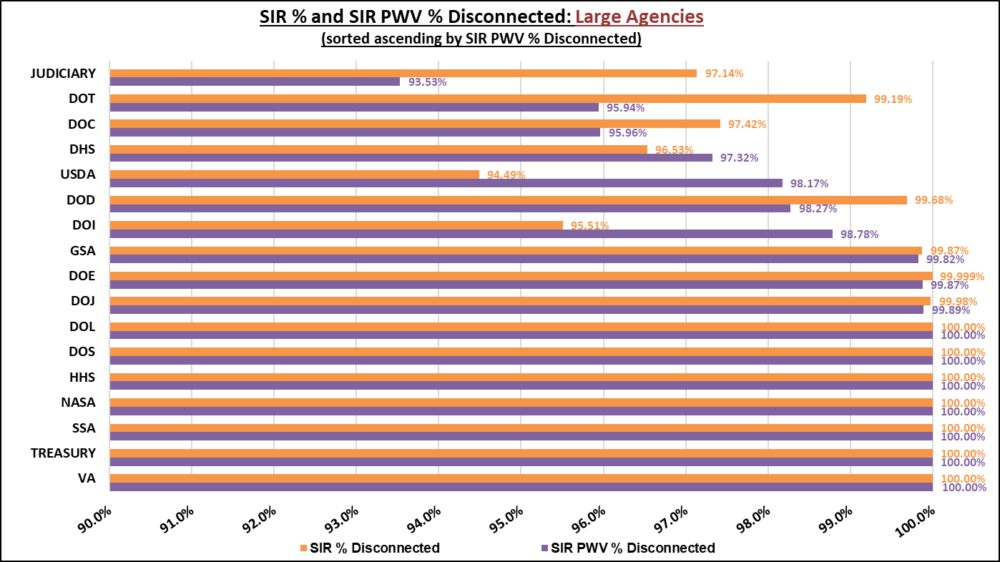 SIR % and SIR PWV % Disconnected: Large Agencies
(sorted ascending by SIR PWV % Disconnected)
JUDICIARY 97.14%
93.53%
DOT 99.19%
95.94%
DOC 97.42%
95.96%
DHS 96.53%
97.32%
USDA 94.49%
98.17%
DOD 99.68%
98.27%
DOI 95.51%
98.78%
GSA 99.87%
99.82%
DOE 99.999%
99.87%
DOJ 99.98%
99.89%
DOL 100.00%
100.00%
DOS 100.00%
100.00%
HHS 100.00%
100.00%
NASA 100.00%
100.00%
SSA 100.00%
100.00%
TREASURY 100.00%
100.00%
VA 100.00%
100.00%
90.0% 91.0% 92.0% 93.0% 94.0% 95.0% 96.0% 97.0% 98.0% 99.0% 100.0%
SIR % Disconnected SIR PWV % Disconnected